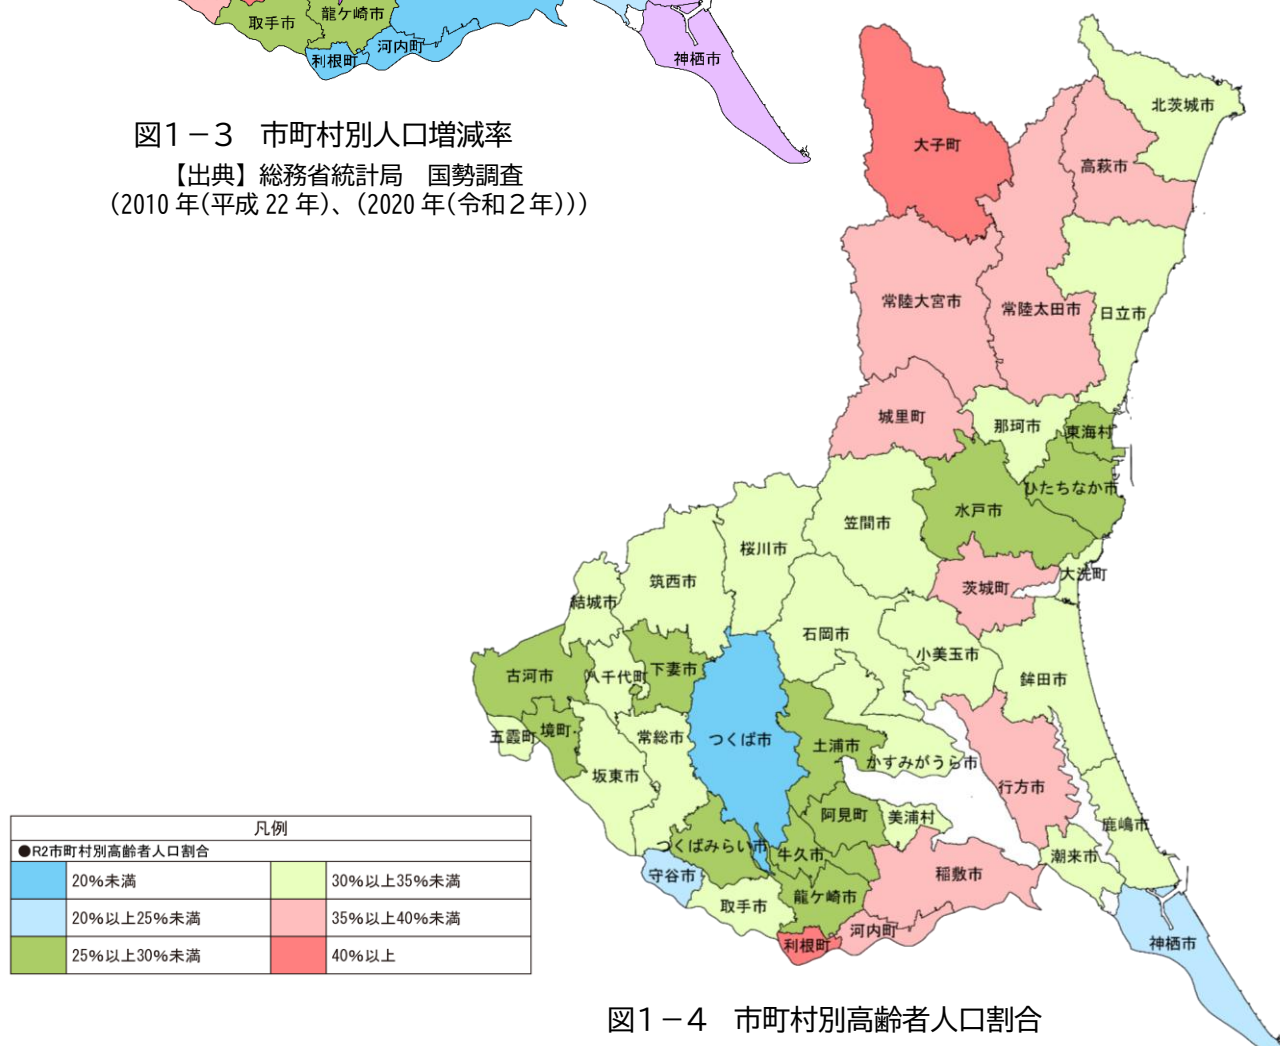 取手市
龍ケ崎市
利根町
河内町
神栖市
図1-3　市町村別人口増減率
【出典】総務省統計局　国勢調査
(2010年(平成22年)、(2020年(令和2年)))
北茨城市
大子町
高萩市
常陸大宮市
常陸太田市
日立市
城里町
那珂市
東海村
ひたちなか市
水戸市
笠間市
桜川市
筑西市
結城市
茨城町
大洗町
石岡市
小美玉市
鉾田市
古河市
八千代町
下妻市
五霞町
境町
常総市
つくば市
土浦市
かすみがうら市
坂東市
行方市
阿見町
美浦村
鹿嶋市
つくばみらい市
牛久市
潮来市
守谷市
稲敷市
取手市
龍ケ崎市
利根町
河内町
神栖市
凡例
●R2市町村別高齢者人口割合
20%未満
30%以上35%未満
20%以上25%未満
35%以上40%未満
25%以上30%未満
40%以上
図1-4　市町村別高齢者人口割合